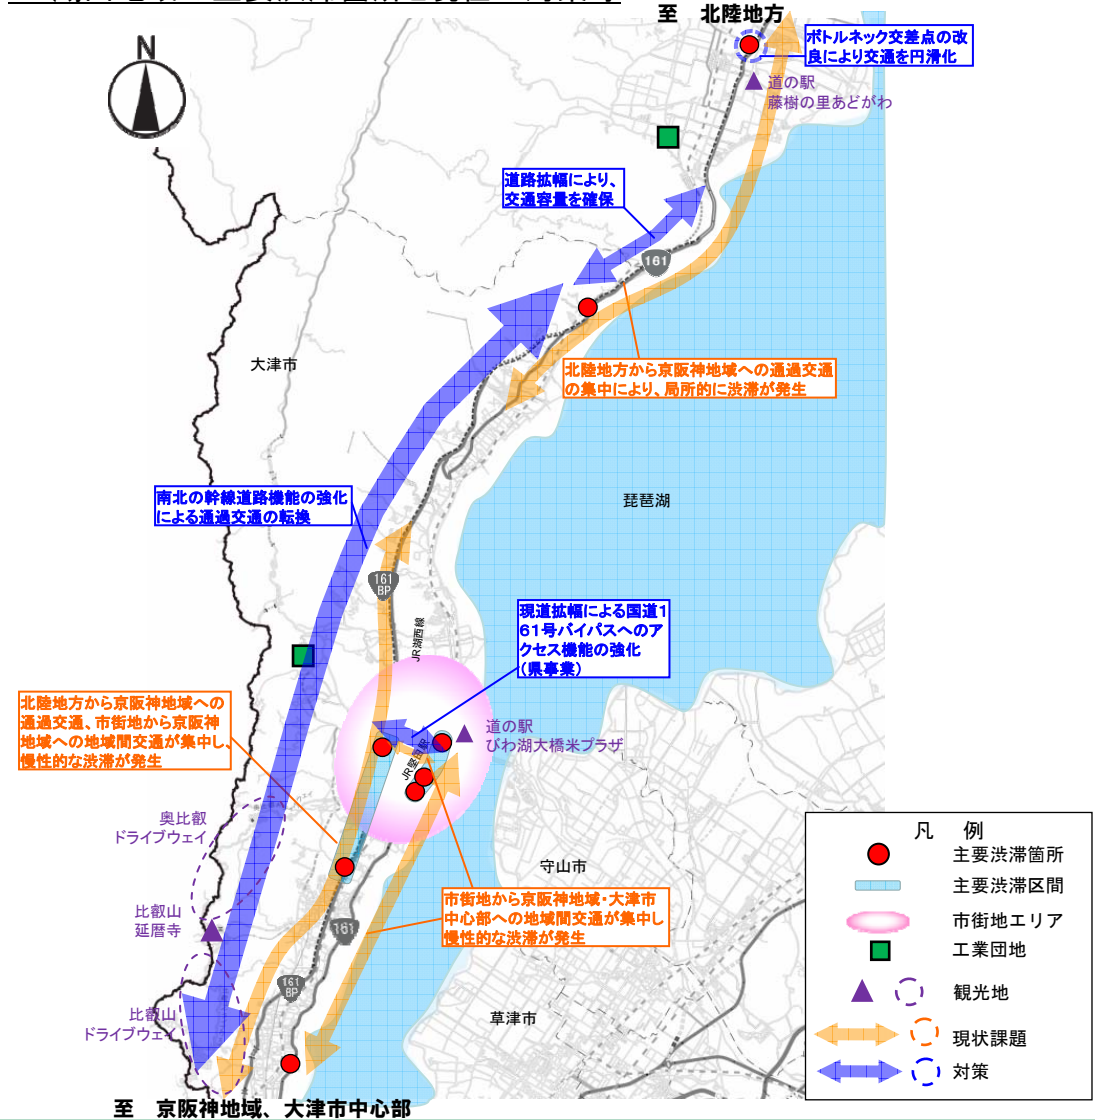 至 北陸地方
N
ボトルネック交差点の改
良により交通を円滑化
道の駅
藤樹の里あどがわ
道路拡幅により、
交通容量を確保
161
大津市
北陸地方から京阪神地域への通過交通
の集中により、局所的に渋滞が発生
南北の幹線道路機能の強化
による通過交通の転換
琵琶湖
161
BP
JR湖西線
現道拡幅による国道1
61号バイパスへのア
クセス機能の強化
(県事業)
北陸地方から京阪神地域への
通過交通、市街地から京阪神
地域への地域間交通が集中し、
慢性的な渋滞が発生
道の駅
びわ湖大橋米プラザ
JR堅田駅
奥比叡
ドライブウェイ
守山市
比叡山
延暦寺
市街地から京阪神地域・大津市
中心部への地域間交通が集中し
慢性的な渋滞が発生
161
161
BP
比叡山
ドライブウェイ
草津市
至 京阪神地域、大津市中心部
凡 例
主要渋滞箇所
主要渋滞区間
市街地エリア
工業団地
観光地
現状課題
対策